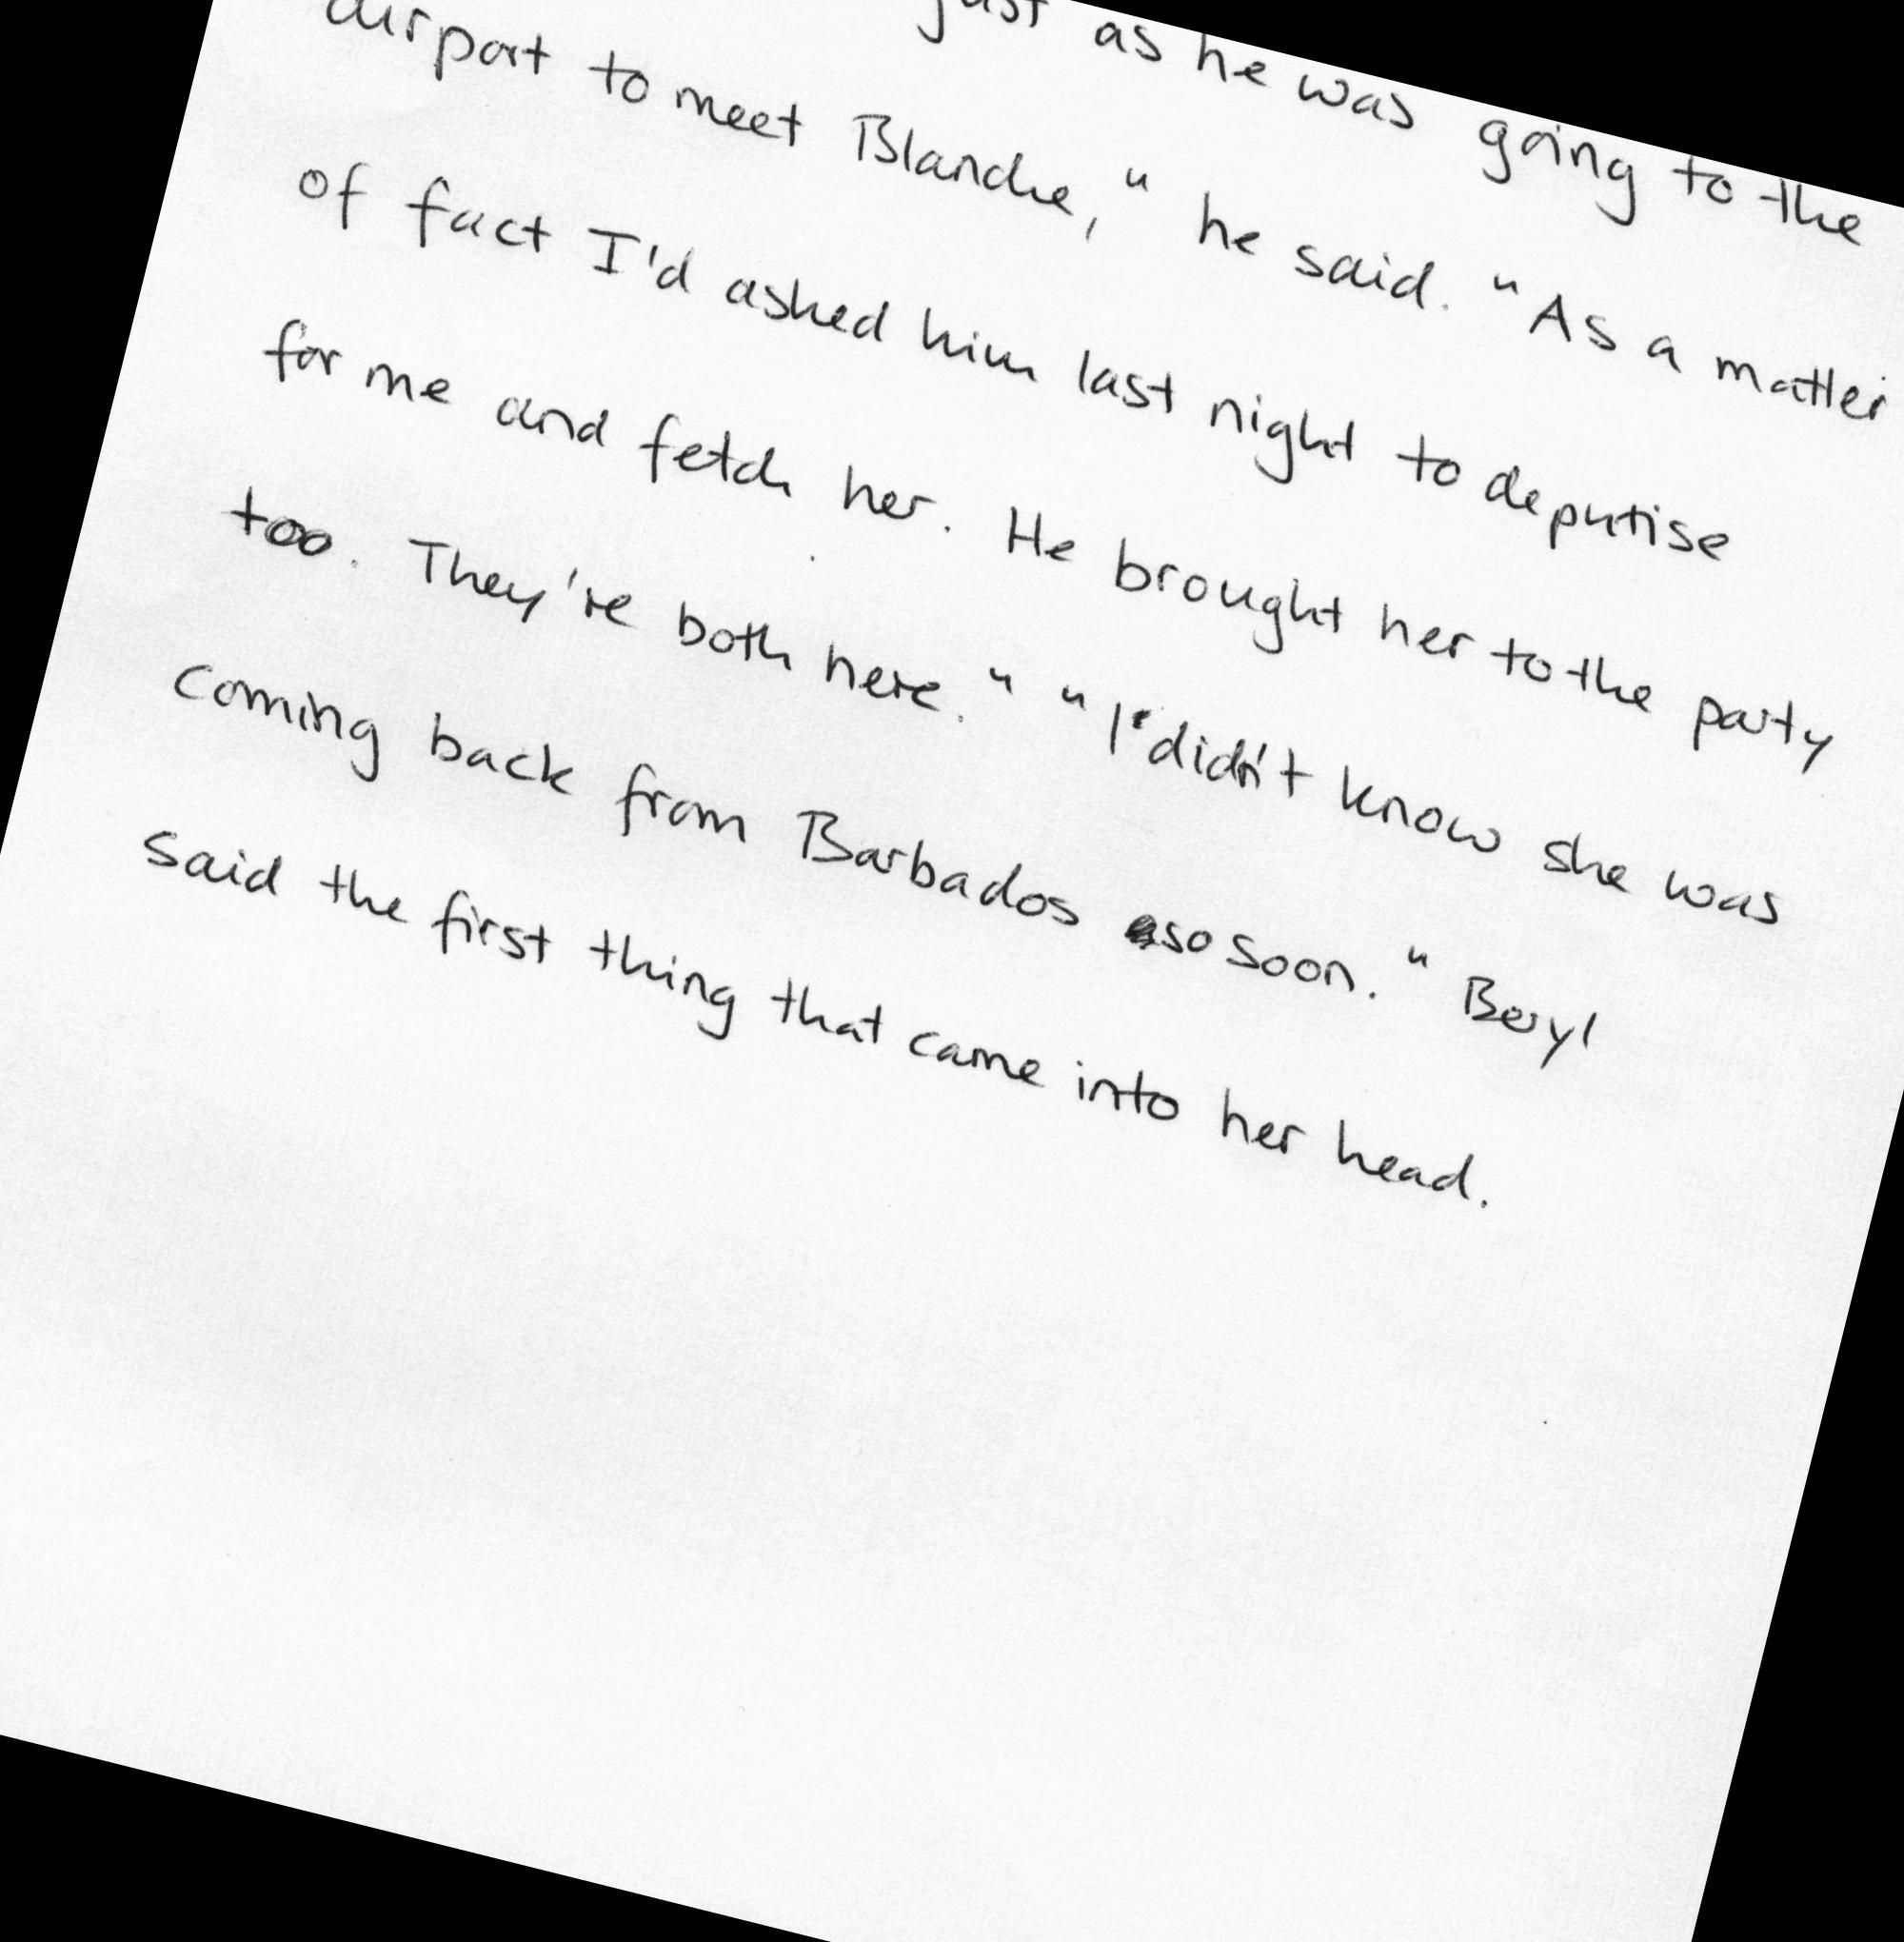 just as he was going to the
airport to meet Blanche," he said. "As a matter
of fact I'd asked him last night to deputise
for me and fetch her. He brought her to the party
too. They're both here." "I didn't know she was
coming back from Barbados so soon." Beryl
said the first thing that came into her head.